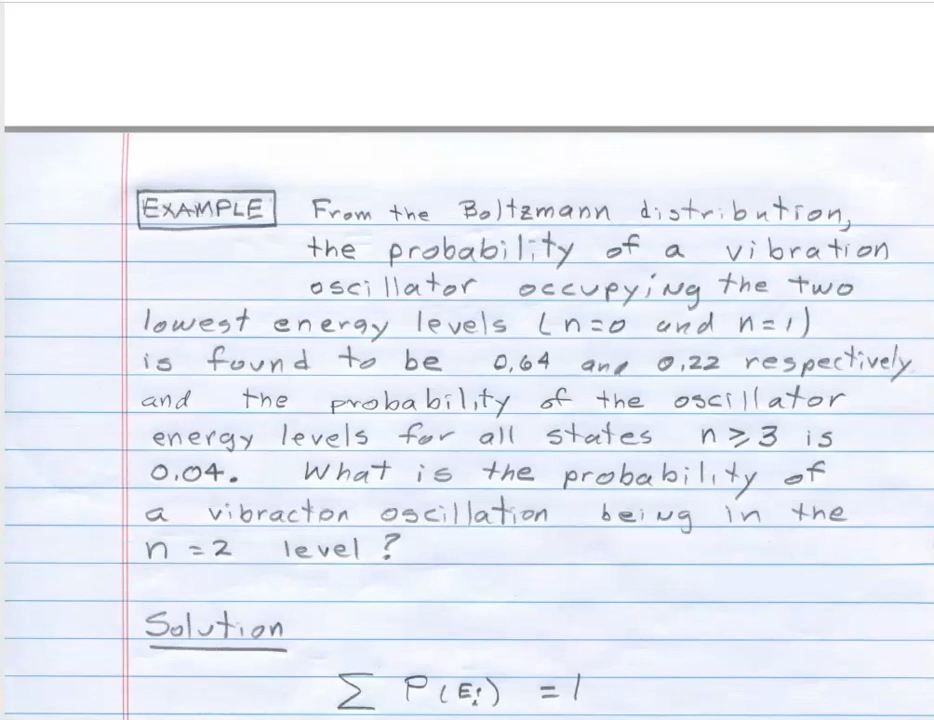 EXAMPLE From the Boltzmann distribution,
the probability of a vibration
oscillator occupying the two
lowest energy levels (n=0 and n=1)
is found to be 0.64 and 0.22 respectively
and the probability of the oscillator
energy levels for all states n ≥ 3 is
0.04. What is the probability of
a vibracton oscillation being in the
n = 2 level ?
Solution
Σ P(Ei) = 1